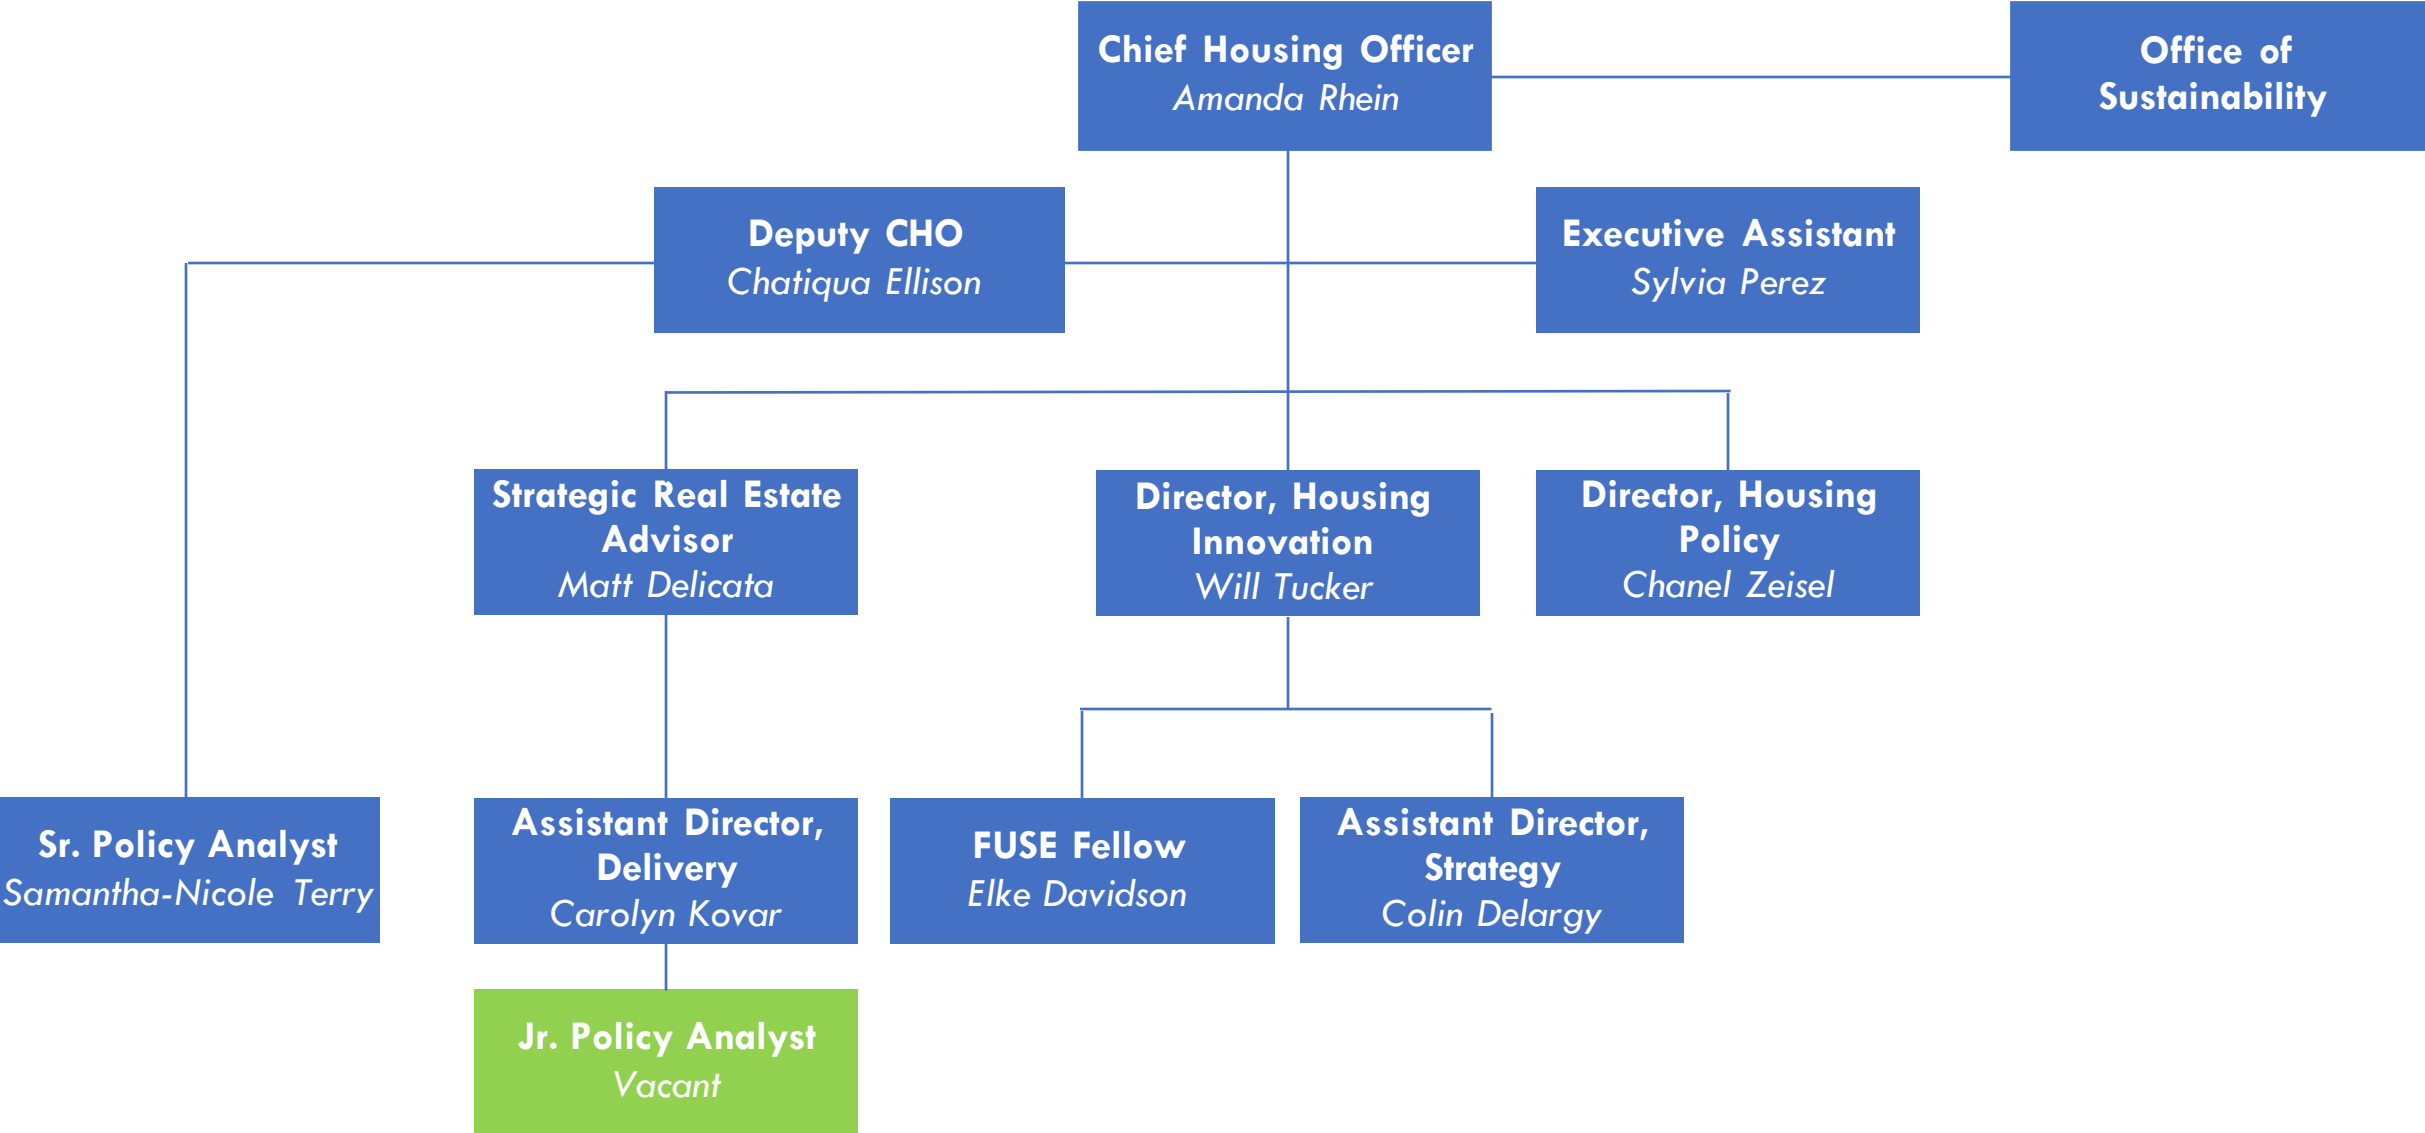 Chief Housing Officer
Amanda Rhein
Office of
Sustainability
Deputy CHO
Chatiqua Ellison
Executive Assistant
Sylvia Perez
Strategic Real Estate
Advisor
Matt Delicata
Director, Housing
Innovation
Will Tucker
Director, Housing
Policy
Chanel Zeisel
Sr. Policy Analyst
Samantha-Nicole Terry
Assistant Director,
Delivery
Carolyn Kovar
FUSE Fellow
Elke Davidson
Assistant Director,
Strategy
Colin Delargy
Jr. Policy Analyst
Vacant